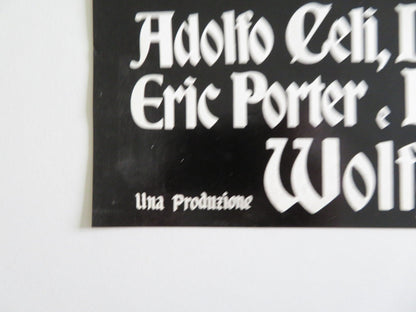 Adolfo Celi,
Eric Porter e
Una Produzione